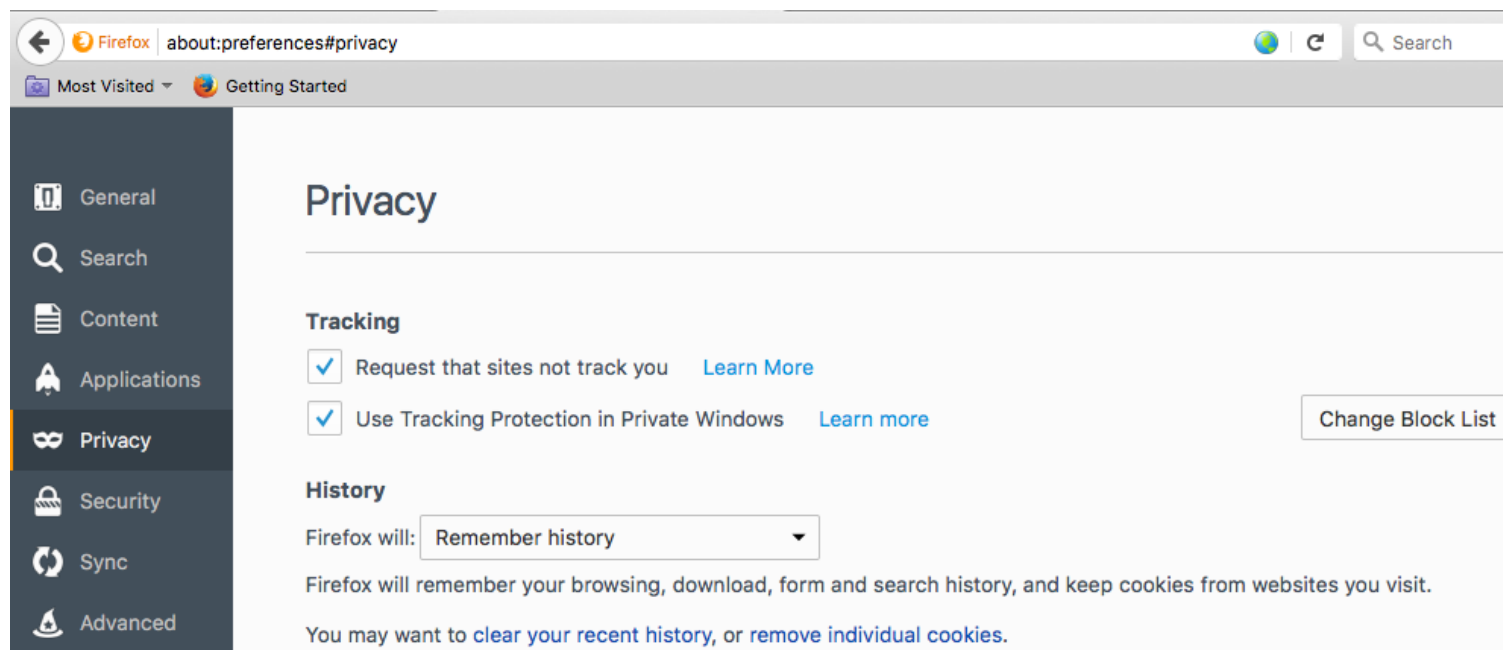 Firefox about:preferences#privacy Search
Most Visited Getting Started
General
Search
Content
Applications
Privacy
Security
Sync
Advanced
Privacy
Tracking
Request that sites not track you Learn More
Use Tracking Protection in Private Windows Learn more Change Block List
History
Firefox will: Remember history
Firefox will remember your browsing, download, form and search history, and keep cookies from websites you visit.
You may want to clear your recent history, or remove individual cookies.